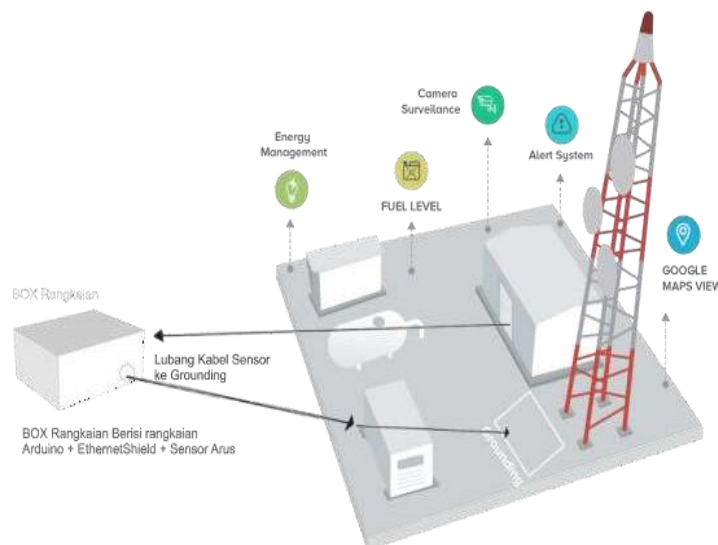 Camera
Surveilance
Energy
Management
Alert System
FUEL LEVEL
GOOGLE
MAPS VIEW
BOX Rangkaian
Lubang Kabel Sensor
ke Grounding
BOX Rangkaian Berisi rangkaian
Arduino + EthernetShield + Sensor Arus
Grounding